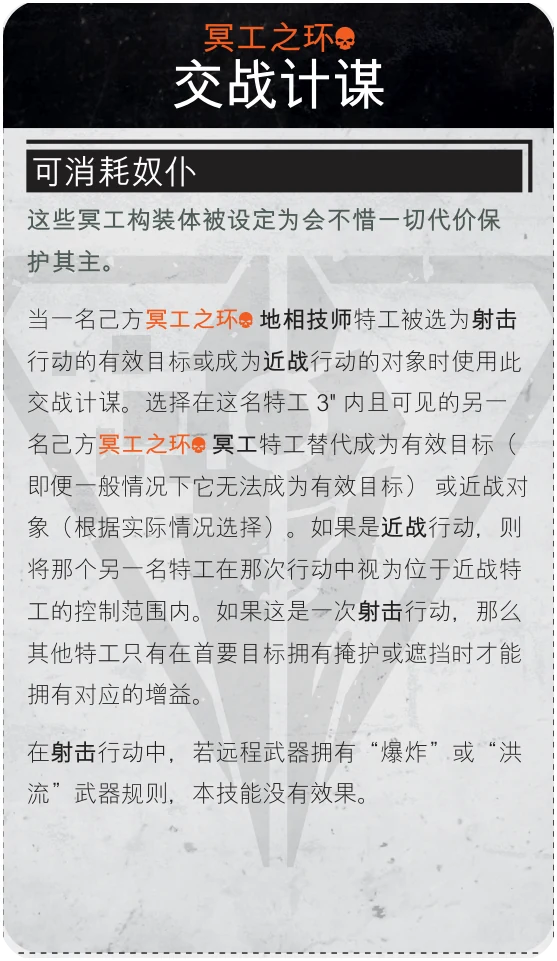 冥工之环
交战计谋
可消耗奴仆
这些冥工构装体被设定为会不惜一切代价保
护其主。
当一名己方冥工之环 地相技师特工被选为射击
行动的有效目标或成为近战行动的对象时使用此
交战计谋。选择在这名特工 3" 内且可见的另一
名己方冥工之环 冥工特工替代成为有效目标（
即便一般情况下它无法成为有效目标） 或近战对
象（根据实际情况选择）。如果是近战行动，则
将那个另一名特工在那次行动中视为位于近战特
工的控制范围内。如果这是一次射击行动，那么
其他特工只有在首要目标拥有掩护或遮挡时才能
拥有对应的增益。
在射击行动中，若远程武器拥有“爆炸”或“洪
流”武器规则，本技能没有效果。